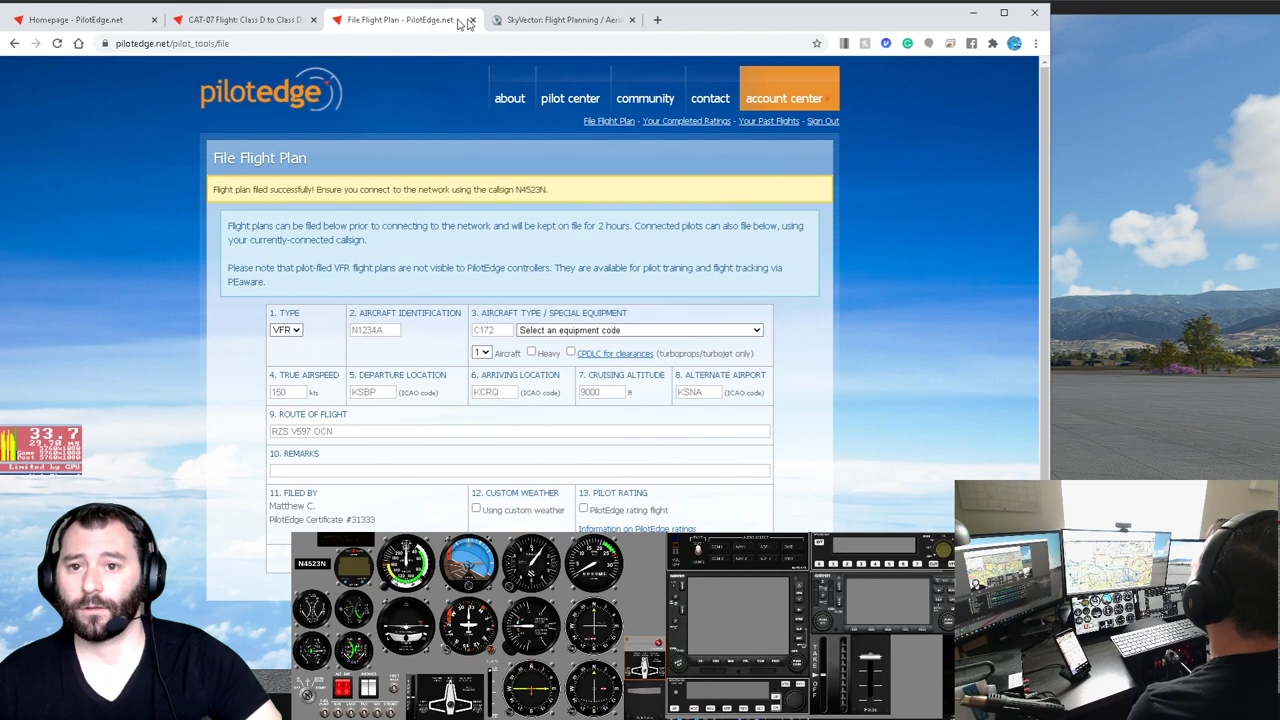 Homepage - PilotEdge.net
CAT-07 Flight: Class D to Class D
File Flight Plan - PilotEdge.net
SkyVector: Flight Planning / Aero
pilotedge.net/pilot_tools/file
pilotedge
about
pilot center
community
contact
account center
File Flight Plan - Your Completed Ratings - Your Past Flights - Sign Out
File Flight Plan
Flight plan filed successfully! Ensure you connect to the network using the callsign N4523N.
Flight plans can be filed below prior to connecting to the network and will be kept on file for 2 hours. Connected pilots can also file below, using
your currently-connected callsign.
Please note that pilot-filed VFR flight plans are not visible to PilotEdge controllers. They are available for pilot training and flight tracking via
PEaware.
1. TYPE
2. AIRCRAFT IDENTIFICATION
3. AIRCRAFT TYPE / SPECIAL EQUIPMENT
VFR
N1234A
C172
Select an equipment code
1 Aircraft Heavy CPDLC for clearances (turboprops/turbojet only)
4. TRUE AIRSPEED
5. DEPARTURE LOCATION
6. ARRIVING LOCATION
7. CRUISING ALTITUDE
8. ALTERNATE AIRPORT
150 kts
KSBP (ICAO code)
KCRQ (ICAO code)
9000 ft
KSNA (ICAO code)
9. ROUTE OF FLIGHT
RZS V597 OCN
10. REMARKS
11. FILED BY
12. CUSTOM WEATHER
13. PILOT RATING
Matthew C.
Using custom weather
PilotEdge rating flight
PilotEdge Certificate #31333
Information on PilotEdge ratings
33.7
Limited by GPU
N4523N
TAKE OFF